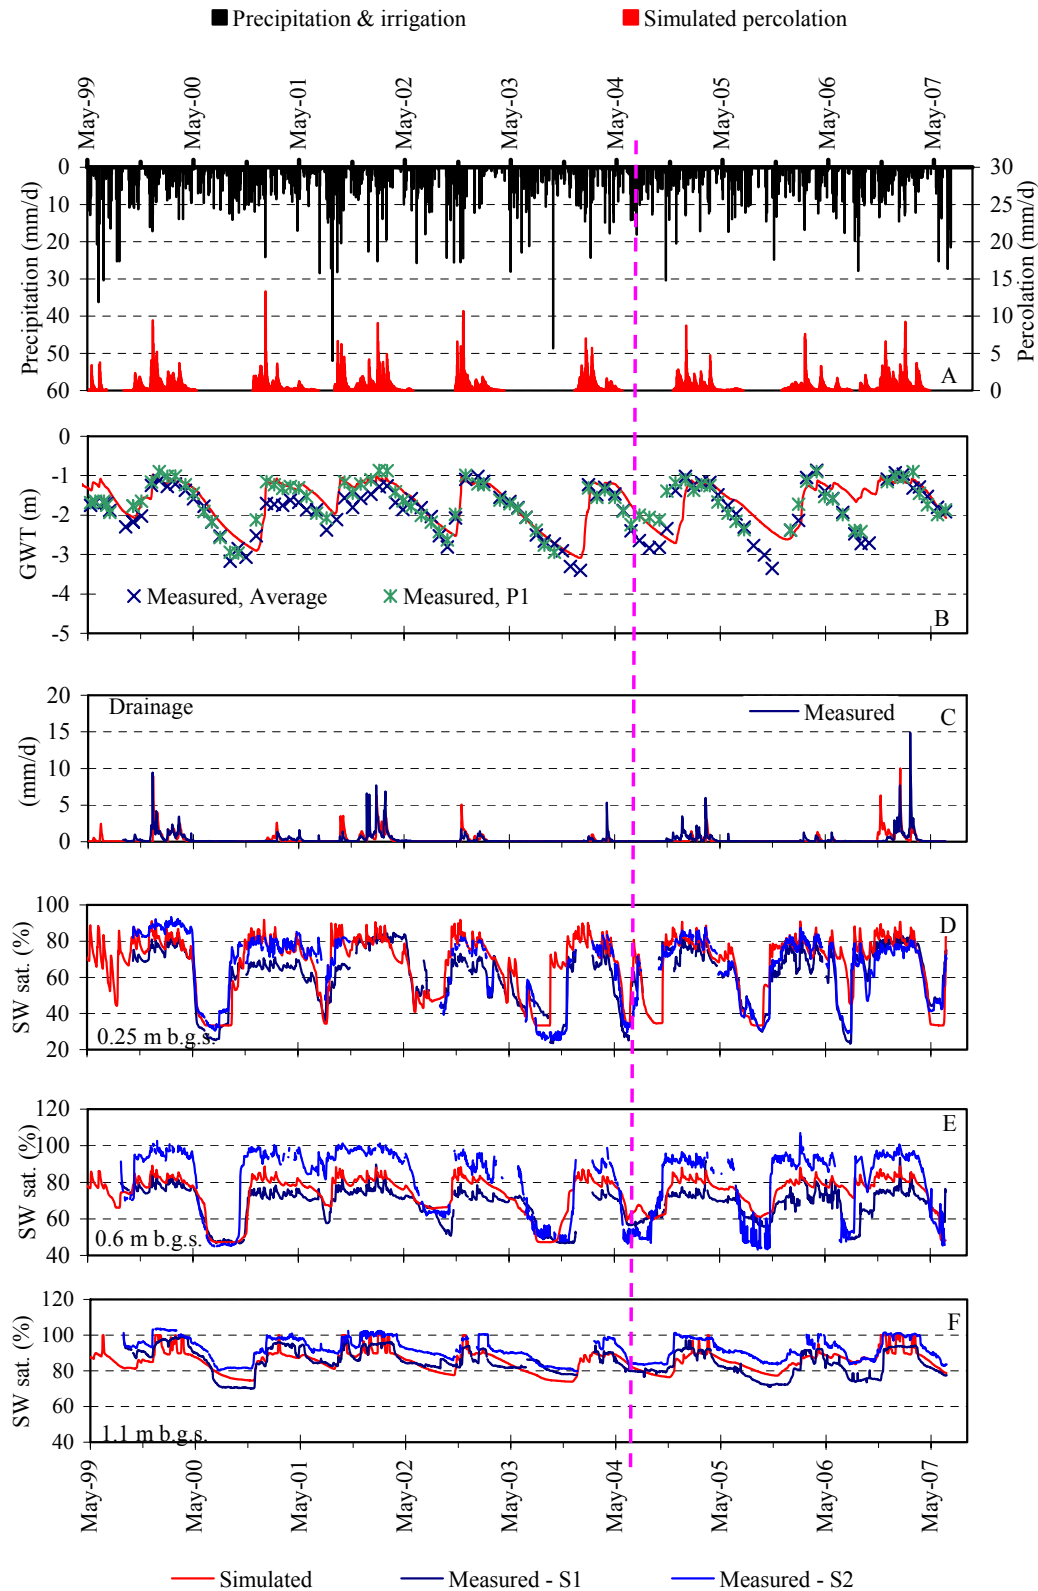 Precipitation & irrigation Simulated percolation
May-99 May-00 May-01 May-02 May-03 May-04 May-05 May-06 May-07
Precipitation (mm/d)
0
10
20
30
40
50
60
30
25
20
15
10
5
0
Percolation (mm/d)
A
GWT (m)
0
-1
-2
-3
-4
-5
Measured, Average Measured, P1
B
(mm/d)
20
15
10
5
0
Drainage
Measured
C
SW sat. (%)
100
80
60
40
20
0.25 m b.g.s.
D
SW sat. (%)
120
100
80
60
40
0.6 m b.g.s.
E
SW sat. (%)
120
100
80
60
40
1.1 m b.g.s.
F
May-99 May-00 May-01 May-02 May-03 May-04 May-05 May-06 May-07
Simulated Measured - S1 Measured - S2